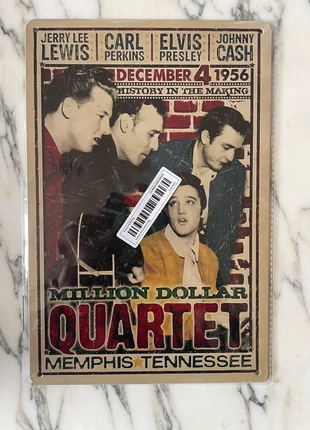 JERRY LEE LEWIS
CARL PERKINS
ELVIS PRESLEY
JOHNNY CASH
DECEMBER 4 1956
HISTORY IN THE MAKING
MILLION DOLLAR
QUARTET
MEMPHIS TENNESSEE